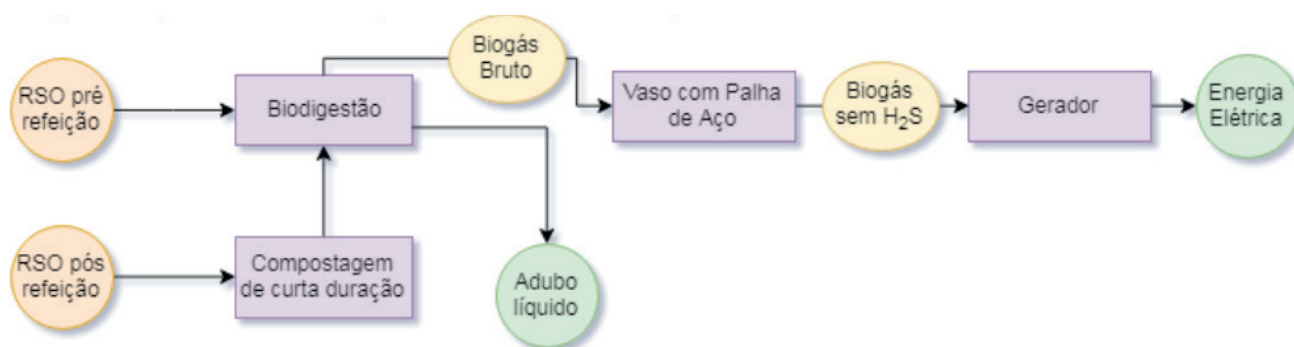 RSO pré
refeição
Biodigestão
Biogás
Bruto
Vaso com Palha
de Aço
Biogás
sem H₂S
Gerador
Energia
Elétrica
RSO pós
refeição
Compostagem
de curta duração
Adubo
líquido